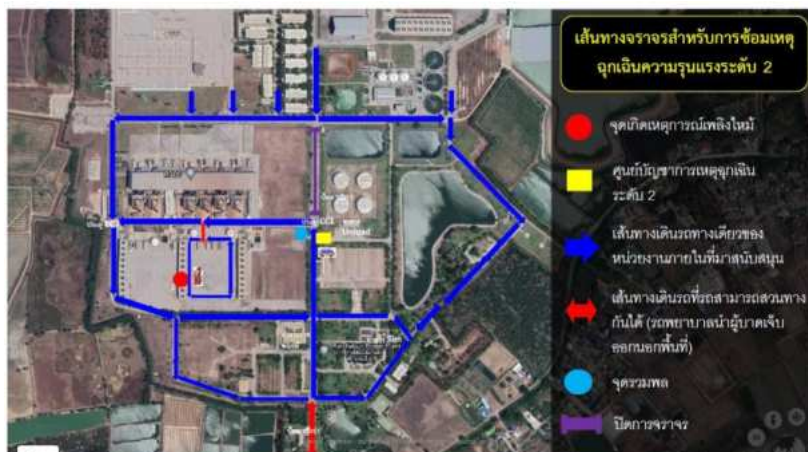 เส้นทางจราจรสำหรับการซ้อมเหตุ
ฉุกเฉินความรุนแรงระดับ 2
จุดเกิดเหตุการณ์เพลิงไหม้
ศูนย์บัญชาการเหตุฉุกเฉิน
ระดับ 2
เส้นทางเดินรถทางเดียวของ
หน่วยงานภายในที่มาสนับสนุน
เส้นทางเดินรถที่รถสามารถสวนทาง
กันได้ (รถพยาบาลนำผู้บาดเจ็บ
ออกนอกพื้นที่)
จุดรวมพล
ปิดการจราจร